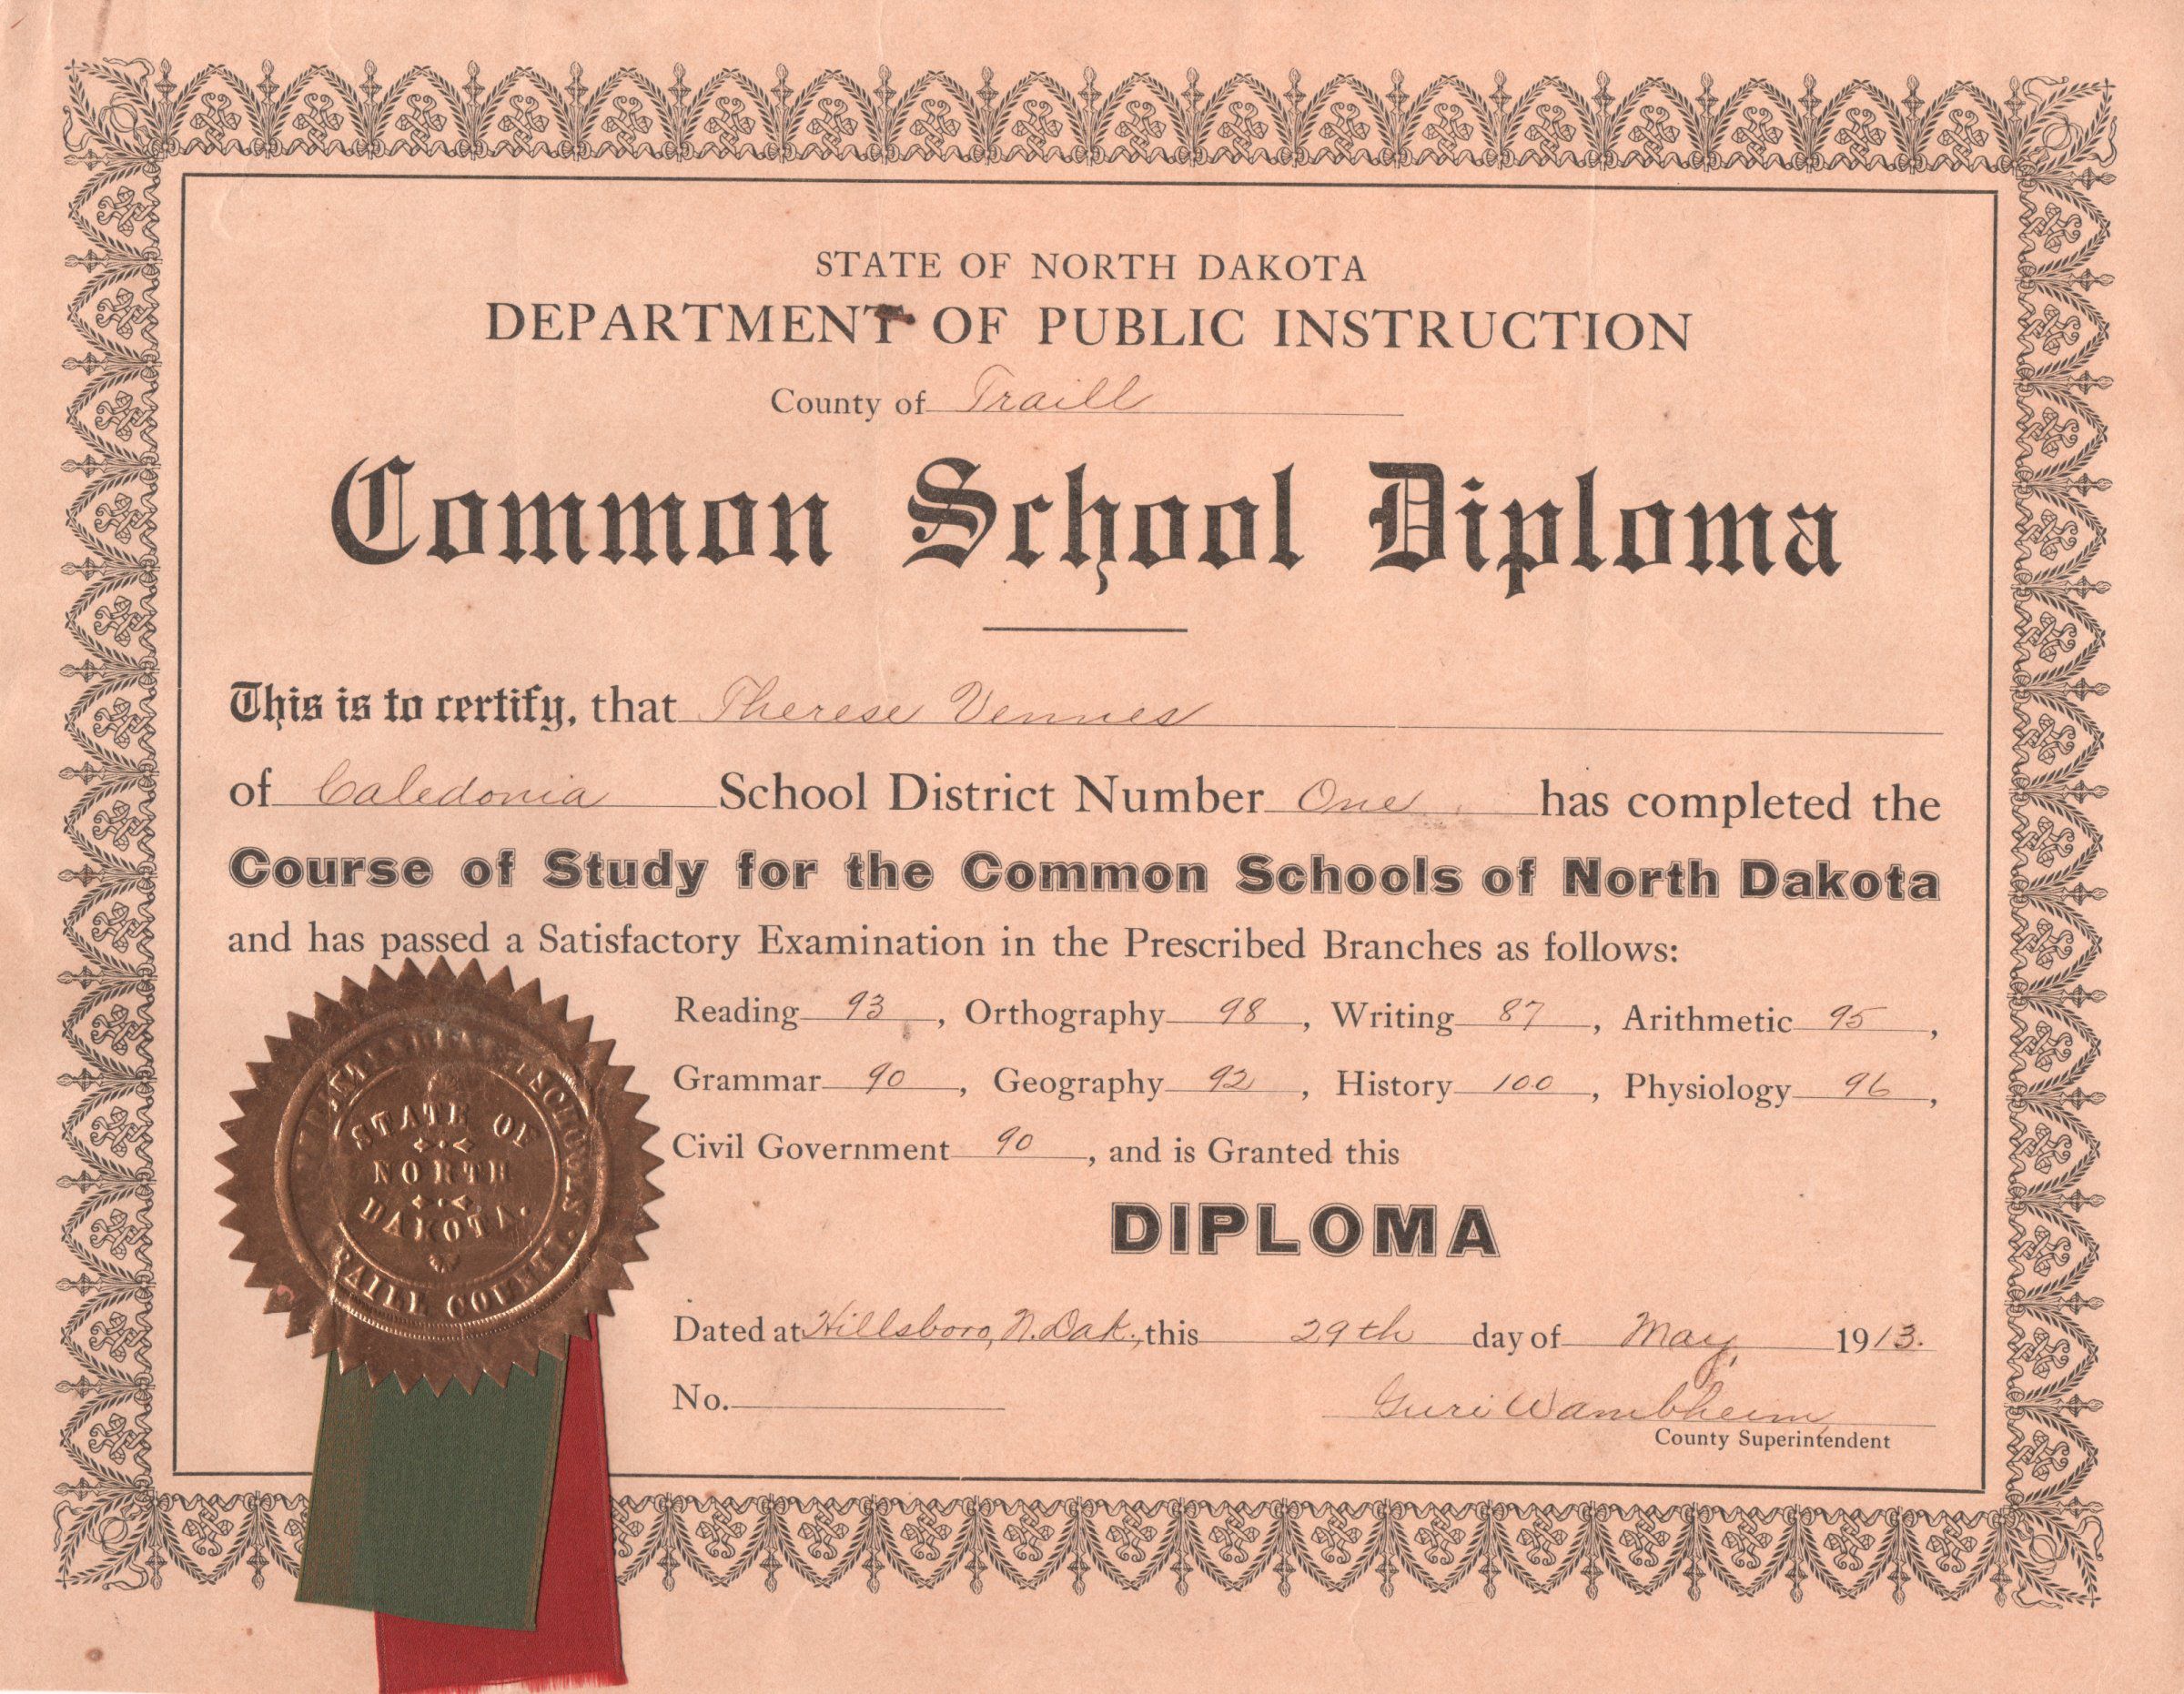 STATE OF NORTH DAKOTA
DEPARTMENT OF PUBLIC INSTRUCTION
County of Traill
Common School Diploma
This is to certify, that Therese Vennes
of Caledonia School District Number One has completed the
Course of Study for the Common Schools of North Dakota
and has passed a Satisfactory Examination in the Prescribed Branches as follows:
Reading 93, Orthography 98, Writing 87, Arithmetic 95,
Grammar 90, Geography 92, History 100, Physiology 96,
Civil Government 90, and is Granted this
DIPLOMA
Dated at Hillsboro, N. Dak., this 29th day of May, 1913.
No.
Guri Wambheim
County Superintendent
SCHOOLS
STATE OF
NORTH
DAKOTA.
TRAILL COUNTY.